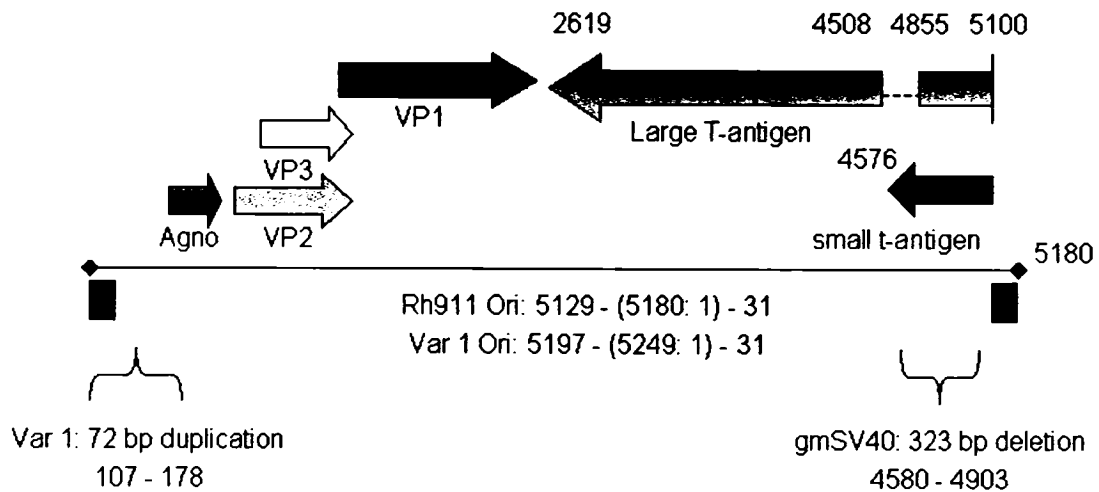 2619 4508 4855 5100
VP1 Large T-antigen
VP3 4576
Agno VP2 small t-antigen
5180
Rh911 Ori: 5129 - (5180: 1) - 31
Var 1 Ori: 5197 - (5249: 1) - 31
Var 1: 72 bp duplication gmSV40: 323 bp deletion
107 - 178 4580 - 4903